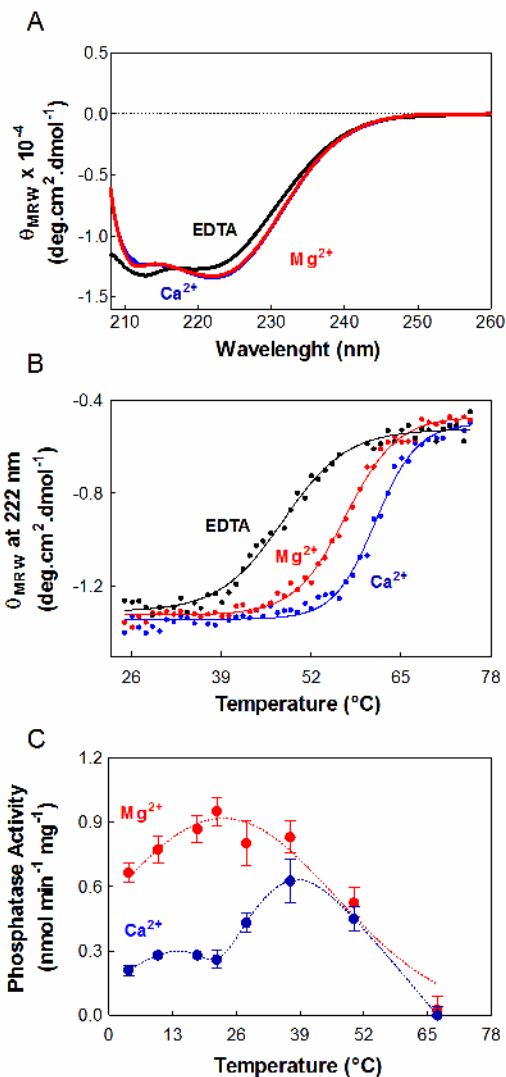 A
0.5
0.0
-0.5
-1.0
-1.5
θMRW x 10⁻⁴
(deg.cm².dmol⁻¹)
EDTA
Mg²⁺
Ca²⁺
210 220 230 240 250 260
Wavelenght (nm)
B
-0.4
-0.8
-1.2
θMRW at 222 nm
(deg.cm².dmol⁻¹)
EDTA
Mg²⁺
Ca²⁺
26 39 52 65 78
Temperature (°C)
C
1.2
0.9
0.6
0.3
0.0
Phosphatase Activity
(nmol min⁻¹ mg⁻¹)
Mg²⁺
Ca²⁺
0 13 26 39 52 65 78
Temperature (°C)